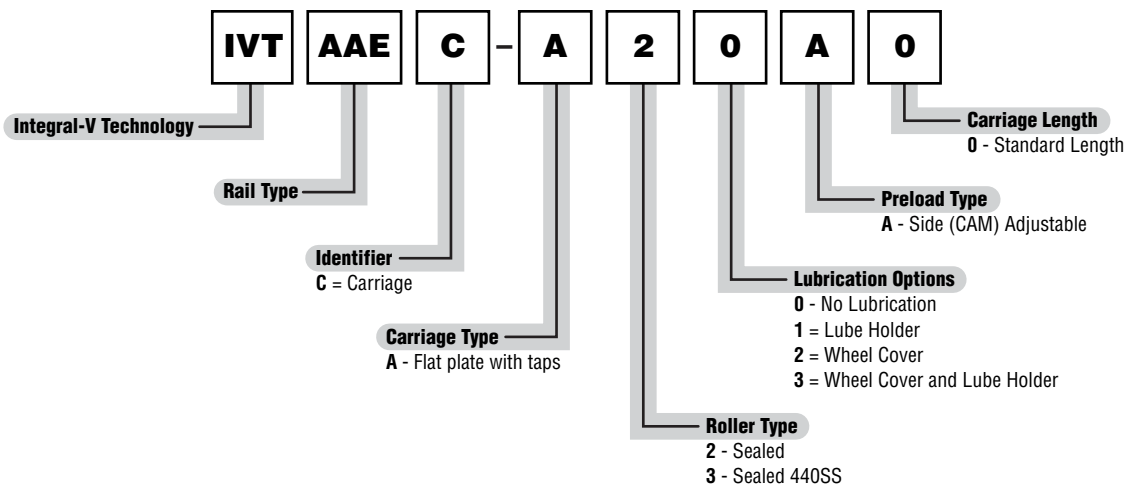 IVT AAE C - A 2 0 A 0
Integral-V Technology
Rail Type
Identifier
C = Carriage
Carriage Type
A - Flat plate with taps
Roller Type
2 - Sealed
3 - Sealed 440SS
Lubrication Options
0 - No Lubrication
1 = Lube Holder
2 = Wheel Cover
3 = Wheel Cover and Lube Holder
Preload Type
A - Side (CAM) Adjustable
Carriage Length
0 - Standard Length